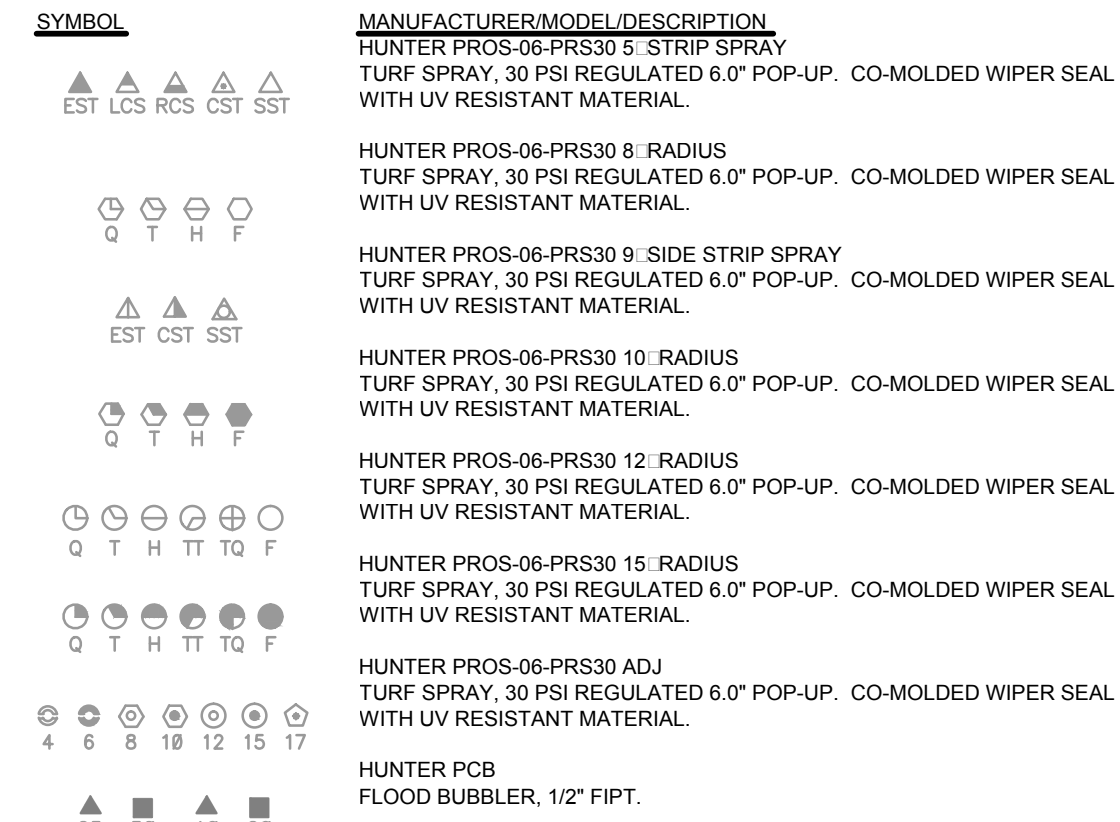 SYMBOL MANUFACTURER/MODEL/DESCRIPTION
HUNTER PROS-06-PRS30 5□STRIP SPRAY
TURF SPRAY, 30 PSI REGULATED 6.0" POP-UP. CO-MOLDED WIPER SEAL
WITH UV RESISTANT MATERIAL.
EST LCS RCS CST SST
HUNTER PROS-06-PRS30 8□RADIUS
TURF SPRAY, 30 PSI REGULATED 6.0" POP-UP. CO-MOLDED WIPER SEAL
WITH UV RESISTANT MATERIAL.
Q T H F
HUNTER PROS-06-PRS30 9□SIDE STRIP SPRAY
TURF SPRAY, 30 PSI REGULATED 6.0" POP-UP. CO-MOLDED WIPER SEAL
WITH UV RESISTANT MATERIAL.
EST CST SST
HUNTER PROS-06-PRS30 10□RADIUS
TURF SPRAY, 30 PSI REGULATED 6.0" POP-UP. CO-MOLDED WIPER SEAL
WITH UV RESISTANT MATERIAL.
Q T H F
HUNTER PROS-06-PRS30 12□RADIUS
TURF SPRAY, 30 PSI REGULATED 6.0" POP-UP. CO-MOLDED WIPER SEAL
WITH UV RESISTANT MATERIAL.
Q T H TT TQ F
HUNTER PROS-06-PRS30 15□RADIUS
TURF SPRAY, 30 PSI REGULATED 6.0" POP-UP. CO-MOLDED WIPER SEAL
WITH UV RESISTANT MATERIAL.
Q T H TT TQ F
HUNTER PROS-06-PRS30 ADJ
TURF SPRAY, 30 PSI REGULATED 6.0" POP-UP. CO-MOLDED WIPER SEAL
WITH UV RESISTANT MATERIAL.
4 6 8 10 12 15 17
HUNTER PCB
FLOOD BUBBLER, 1/2" FIPT.